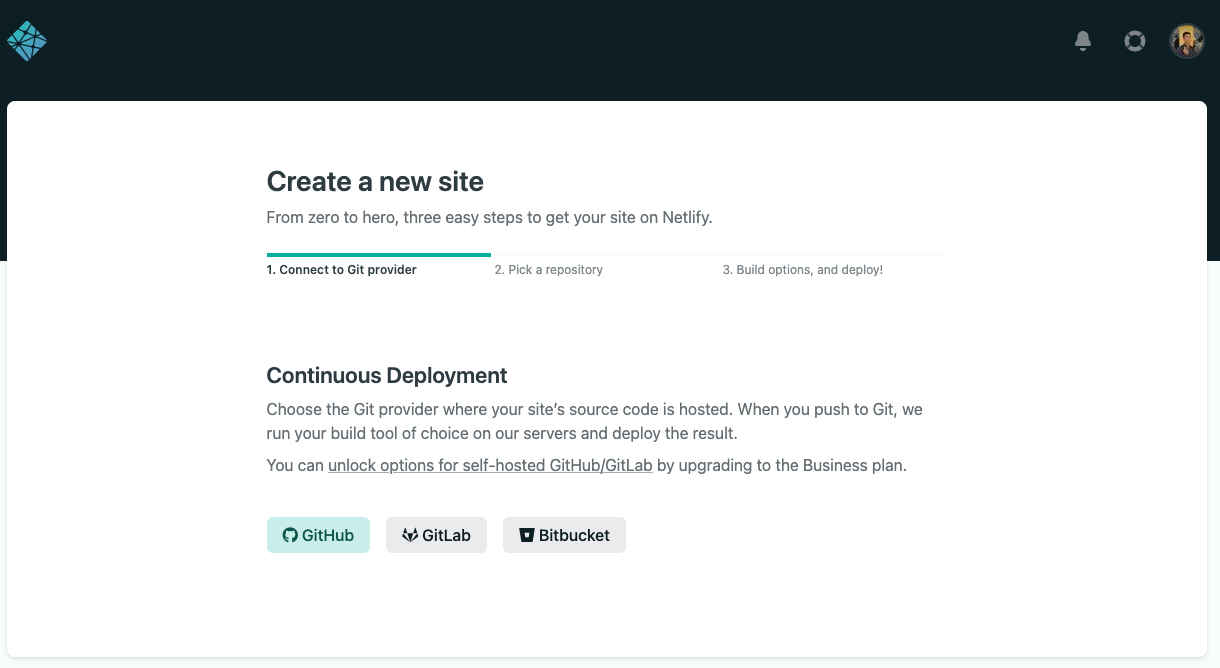 Create a new site
From zero to hero, three easy steps to get your site on Netlify.
1. Connect to Git provider
2. Pick a repository
3. Build options, and deploy!
Continuous Deployment
Choose the Git provider where your site’s source code is hosted. When you push to Git, we
run your build tool of choice on our servers and deploy the result.
You can unlock options for self-hosted GitHub/GitLab by upgrading to the Business plan.
GitHub
GitLab
Bitbucket